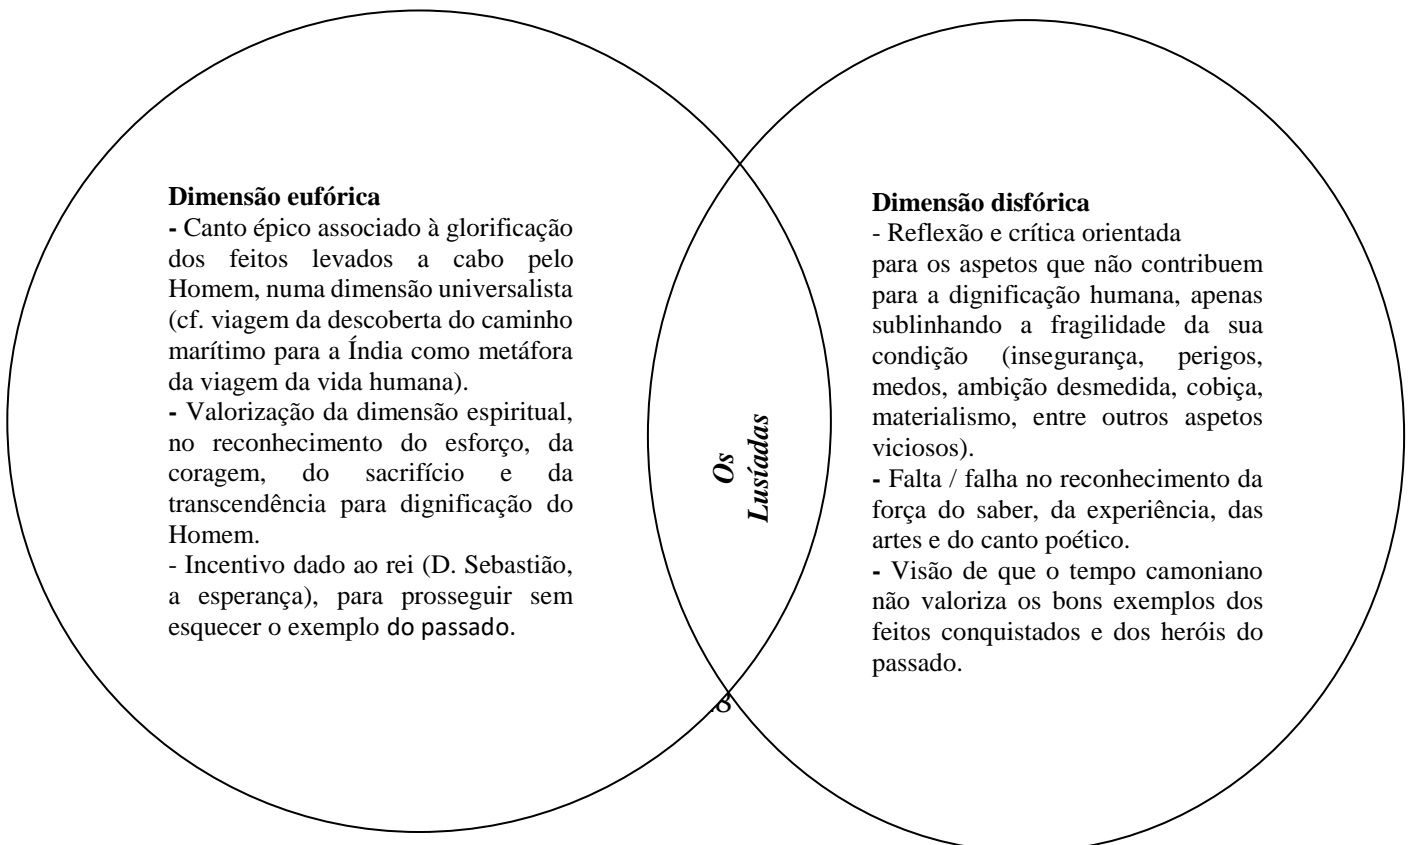 Dimensão eufórica
- Canto épico associado à glorificação
dos feitos levados a cabo pelo
Homem, numa dimensão universalista
(cf. viagem da descoberta do caminho
marítimo para a Índia como metáfora
da viagem da vida humana).
- Valorização da dimensão espiritual,
no reconhecimento do esforço, da
coragem, do sacrifício e da
transcendência para dignificação do
Homem.
- Incentivo dado ao rei (D. Sebastião,
a esperança), para prosseguir sem
esquecer o exemplo do passado.
Os
Lusíadas
Dimensão disfórica
- Reflexão e crítica orientada
para os aspetos que não contribuem
para a dignificação humana, apenas
sublinhando a fragilidade da sua
condição (insegurança, perigos,
medos, ambição desmedida, cobiça,
materialismo, entre outros aspetos
viciosos).
- Falta / falha no reconhecimento da
força do saber, da experiência, das
artes e do canto poético.
- Visão de que o tempo camoniano
não valoriza os bons exemplos dos
feitos conquistados e dos heróis do
passado.